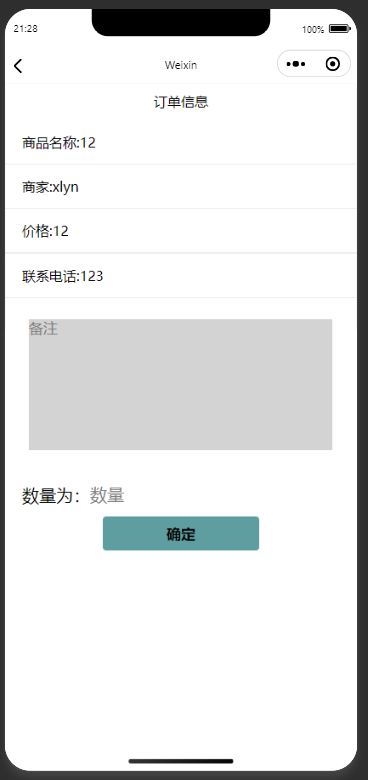 21:28
100%
Weixin
订单信息
商品名称:12
商家:xlyn
价格:12
联系电话:123
备注
数量为：数量
确定